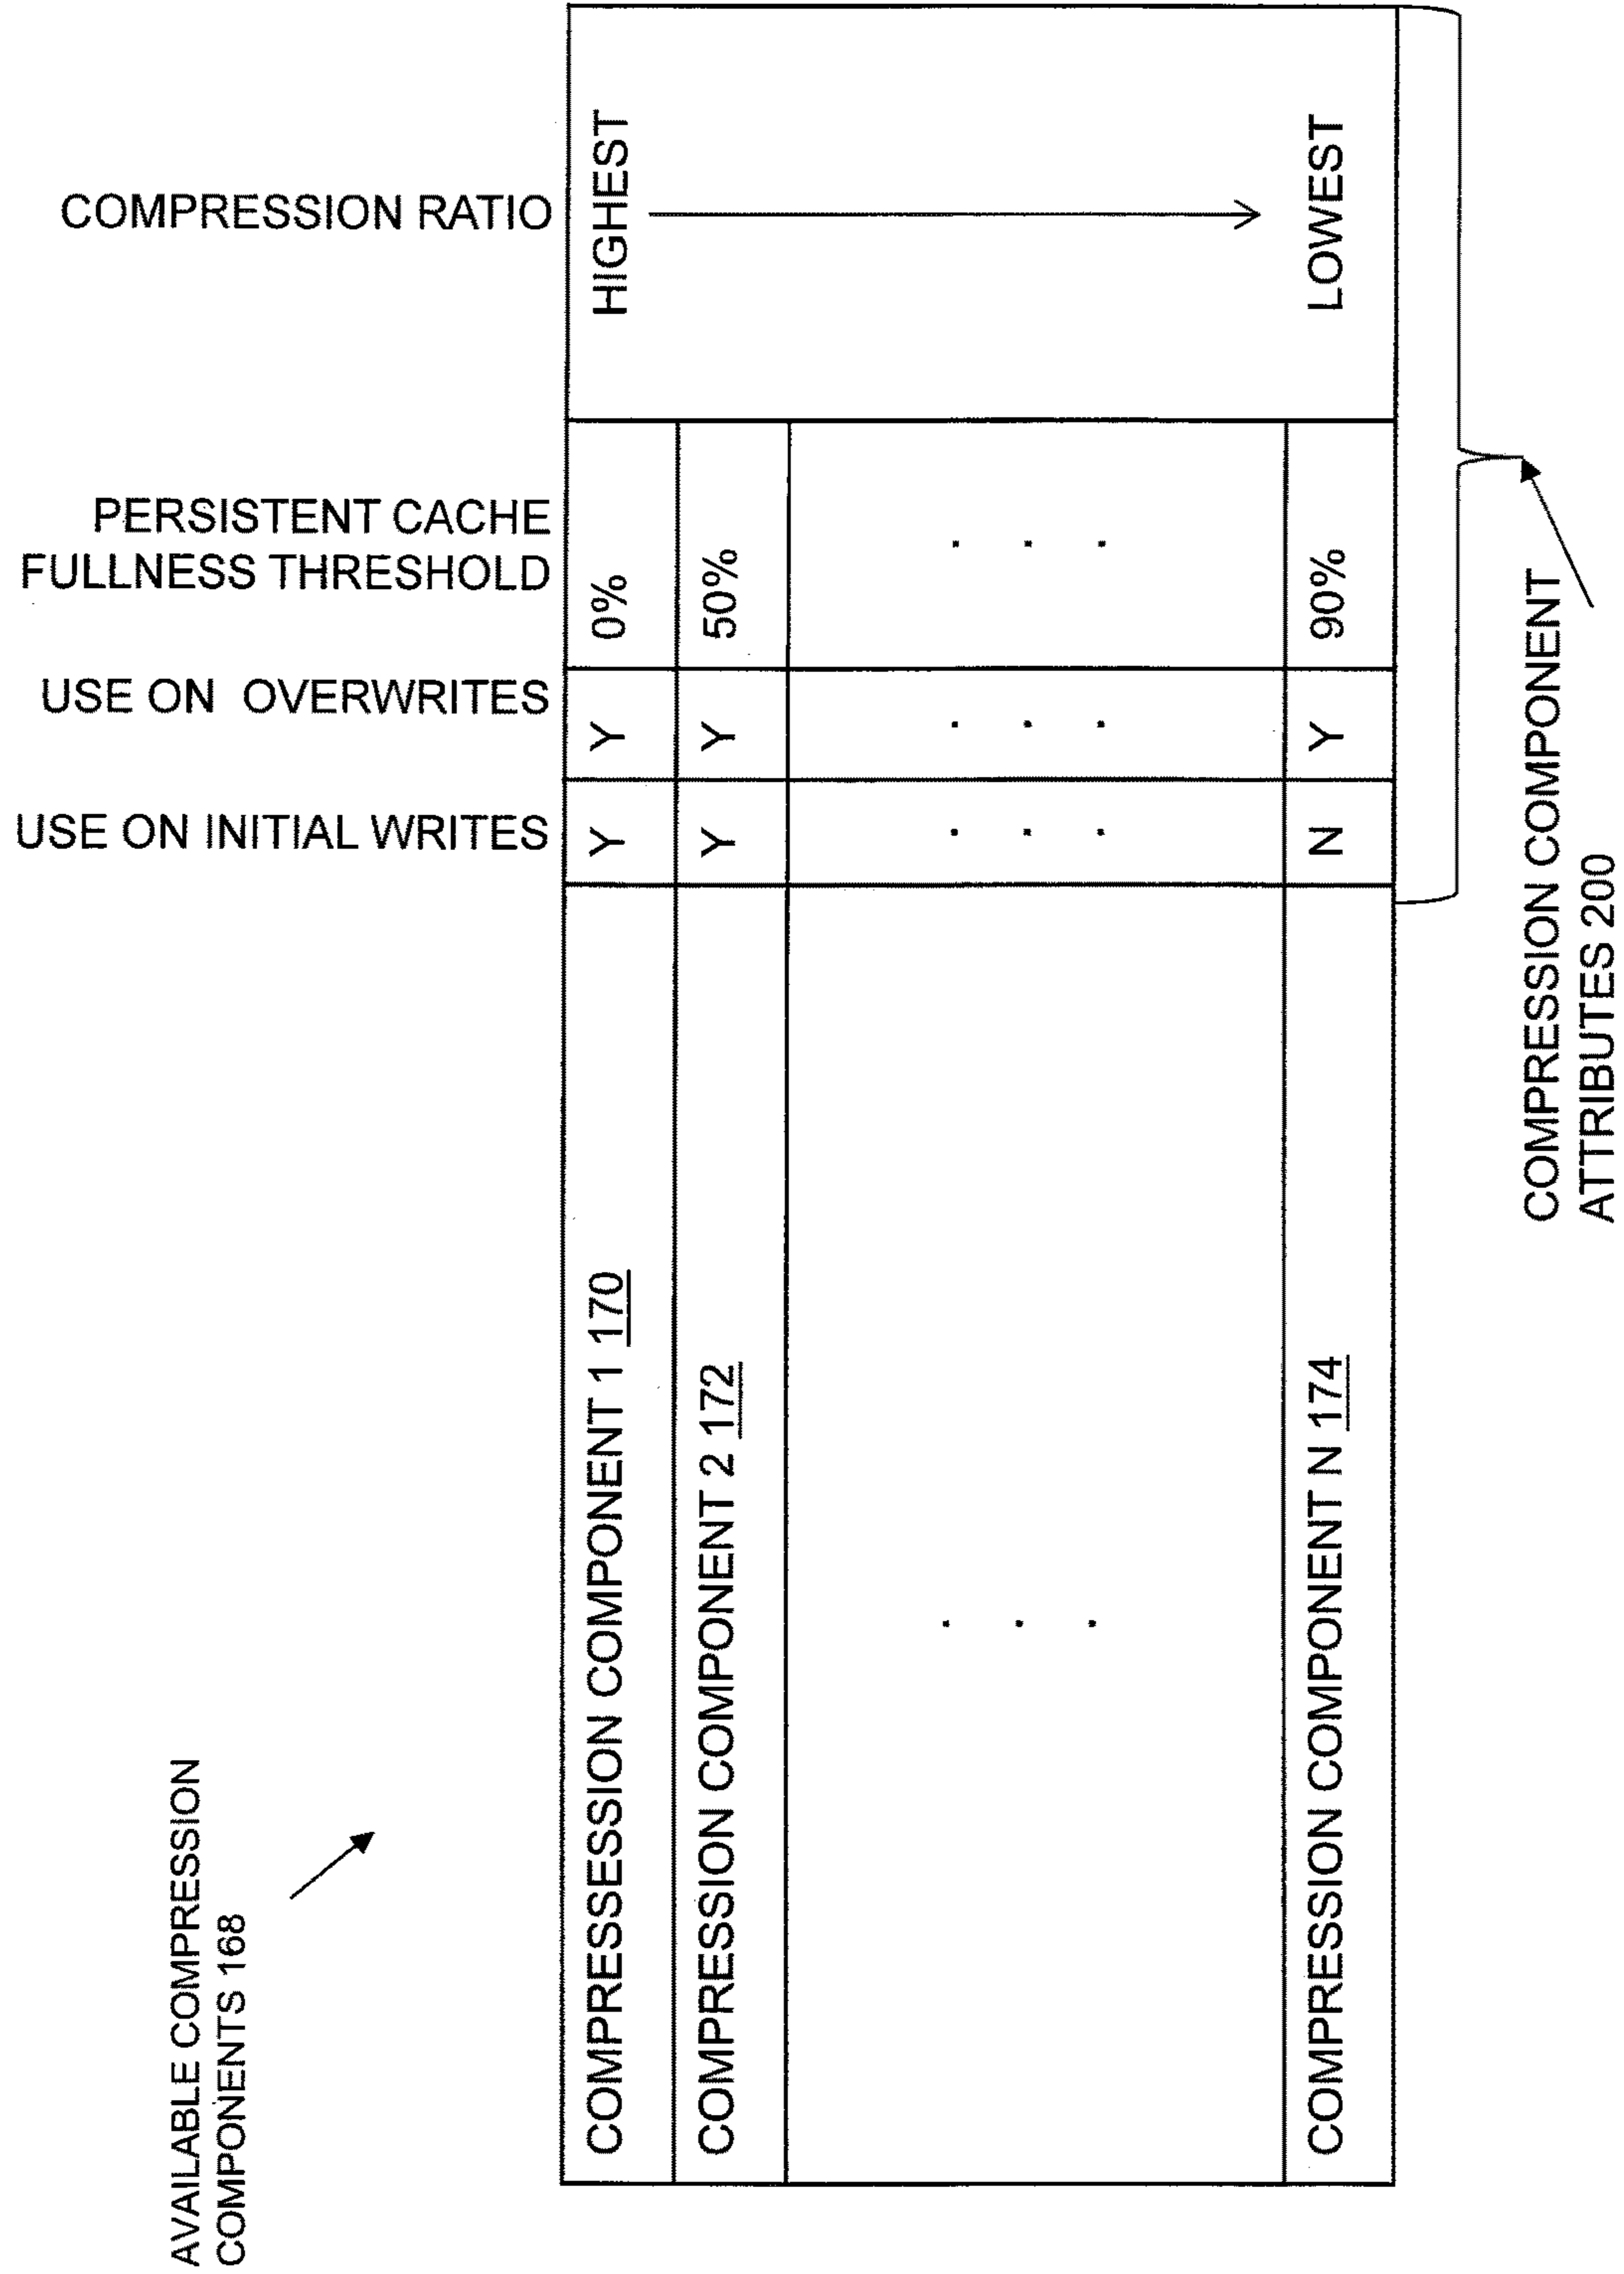 AVAILABLE COMPRESSION
COMPONENTS 168
USE ON INITIAL WRITES
USE ON OVERWRITES
PERSISTENT CACHE
FULLNESS THRESHOLD
COMPRESSION RATIO
COMPRESSESSION COMPONENT 1 170 Y Y 0% HIGHEST
COMPRESSION COMPONENT 2 172 Y Y 50%
. . . . . . . . . . . .
COMPRESSION COMPONENT N 174 N Y 90% LOWEST
COMPRESSION COMPONENT
ATTRIBUTES 200